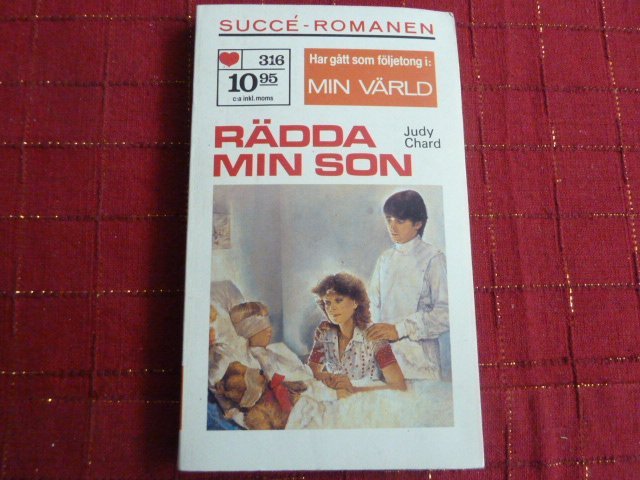 SUCCÉ-ROMANEN
316
10 95
c:a inkl. moms
Har gått som följetong i:
MIN VÄRLD
RÄDDA
MIN SON
Judy
Chard